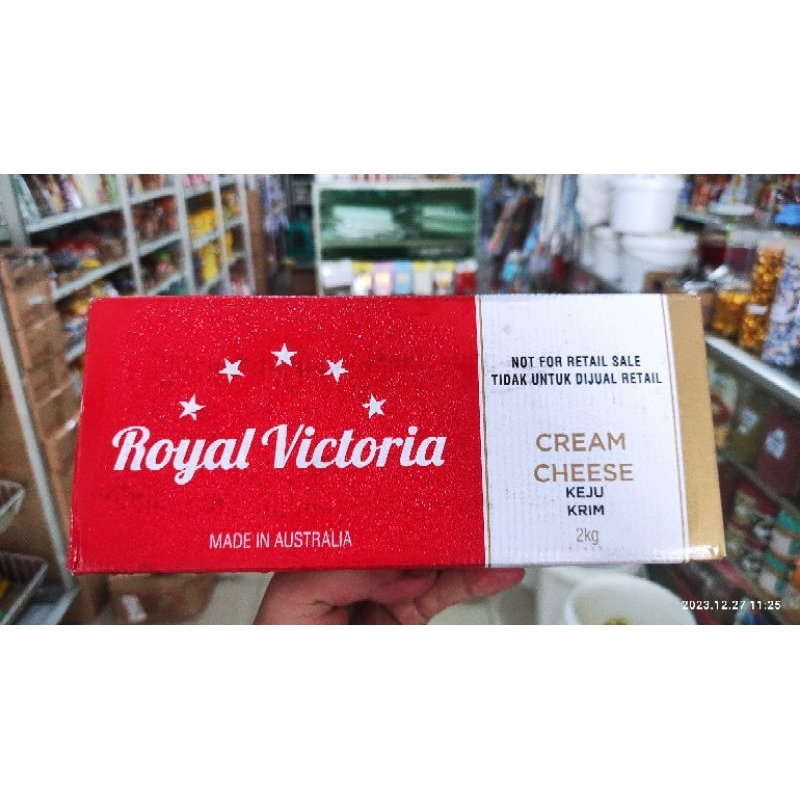 Royal Victoria
MADE IN AUSTRALIA
NOT FOR RETAIL SALE
TIDAK UNTUK DIJUAL RETAIL
CREAM
CHEESE
KEJU
KRIM
2kg
2023.12.27 11:25